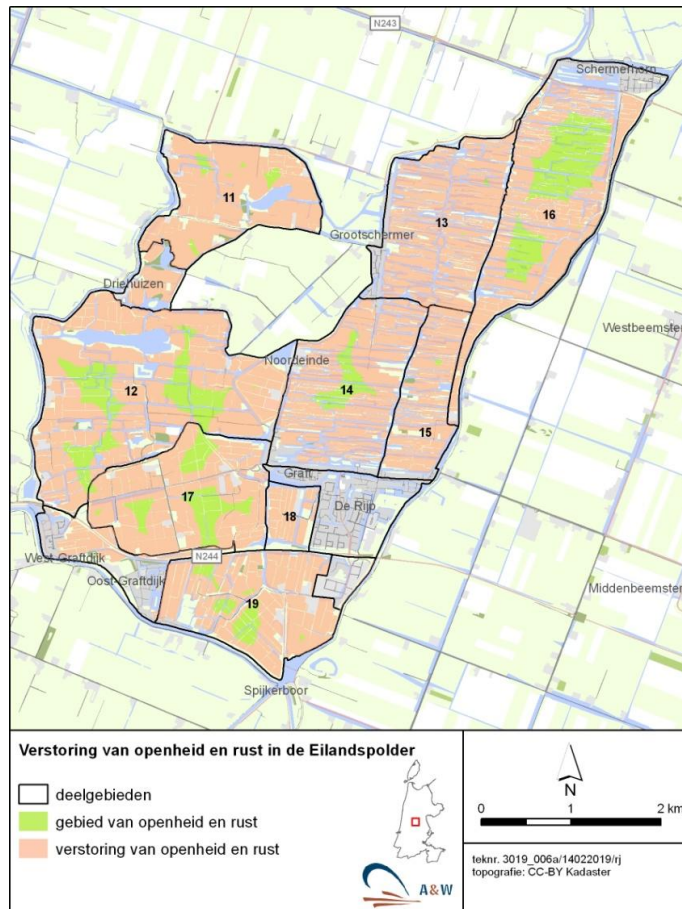 N243
Schermerhorn
11
13
16
Grootschermer
Driehuizen
Westbeemster
Noordeinde
12
14
15
Graft
17
18
De Rijp
West-Graftdijk
N244
Oost-Graftdijk
Middenbeemster
19
Spijkerboor
Verstoring van openheid en rust in de Eilandspolder
deelgebieden
gebied van openheid en rust
verstoring van openheid en rust
A&W
N
0 1 2 km
teknr. 3019_006a/14022019/rj
topografie: CC-BY Kadaster